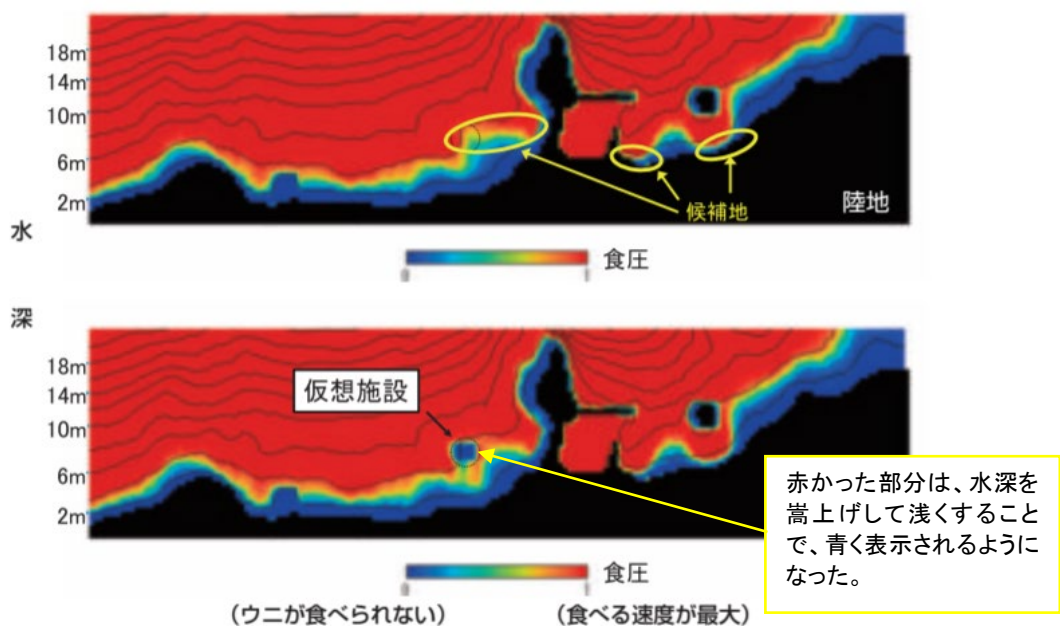 18m
14m
10m
6m
2m
水
候補地
陸地
0
1
食圧
深
18m
14m
10m
6m
2m
仮想施設
赤かった部分は、水深を
嵩上げして浅くすること
で、青く表示されるように
なった。
0
1
食圧
(ウニが食べられない)
(食べる速度が最大)